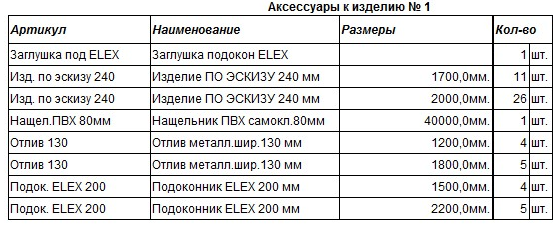 Аксессуары к изделию № 1
Артикул Наименование Размеры Кол-во
Заглушка под ELEX Заглушка подокон ELEX 1 шт.
Изд. по эскизу 240 Изделие ПО ЭСКИЗУ 240 мм 1700,0мм. 11 шт.
Изд. по эскизу 240 Изделие ПО ЭСКИЗУ 240 мм 2000,0мм. 26 шт.
Нащел.ПВХ 80мм Нащельник ПВХ самокл.80мм 40000,0мм. 1 шт.
Отлив 130 Отлив металл.шир.130 мм 1200,0мм. 4 шт.
Отлив 130 Отлив металл.шир.130 мм 1800,0мм. 5 шт.
Подок. ELEX 200 Подоконник ELEX 200 мм 1500,0мм. 4 шт.
Подок. ELEX 200 Подоконник ELEX 200 мм 2200,0мм. 5 шт.